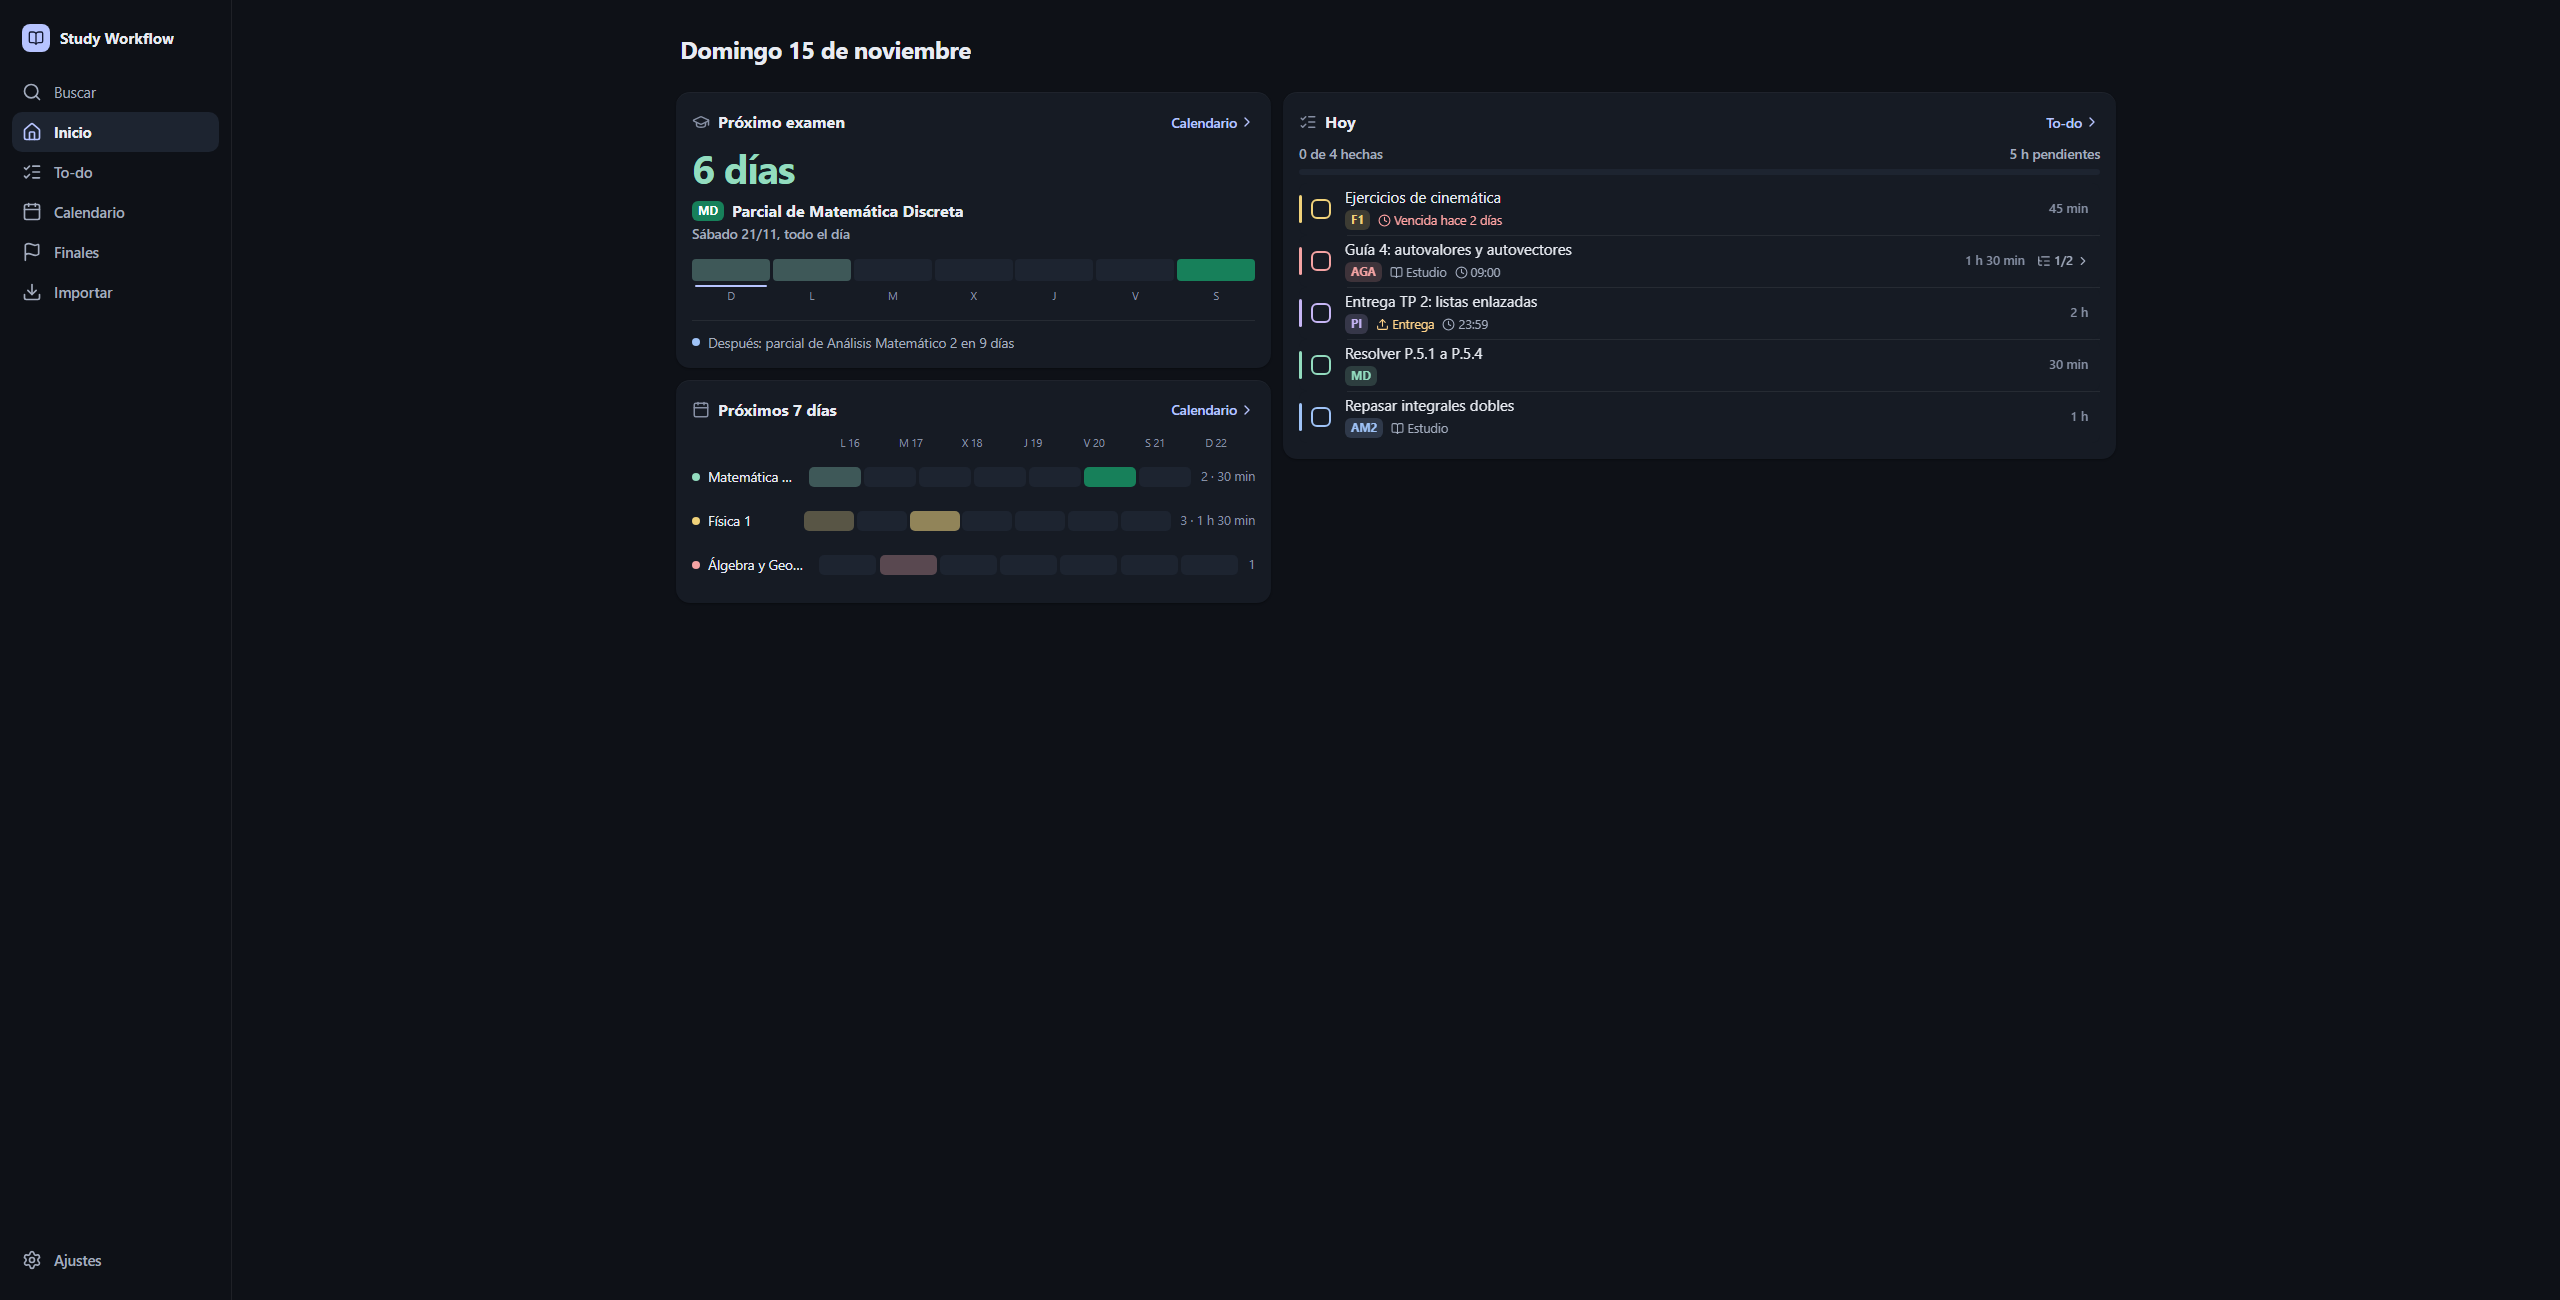 Study Workflow
Buscar
Inicio
To-do
Calendario
Finales
Importar
Ajustes
Domingo 15 de noviembre
Próximo examen
Calendario
6 días
MD Parcial de Matemática Discreta
Sábado 21/11, todo el día
D L M X J V S
Después: parcial de Análisis Matemático 2 en 9 días
Próximos 7 días
Calendario
L 16 M 17 X 18 J 19 V 20 S 21 D 22
Matemática ... 2 · 30 min
Física 1 3 · 1 h 30 min
Álgebra y Geo... 1
Hoy
To-do
0 de 4 hechas 5 h pendientes
Ejercicios de cinemática
F1 Vencida hace 2 días
45 min
Guía 4: autovalores y autovectores
AGA Estudio 09:00
1 h 30 min 1/2
Entrega TP 2: listas enlazadas
PI Entrega 23:59
2 h
Resolver P.5.1 a P.5.4
MD
30 min
Repasar integrales dobles
AM2 Estudio
1 h